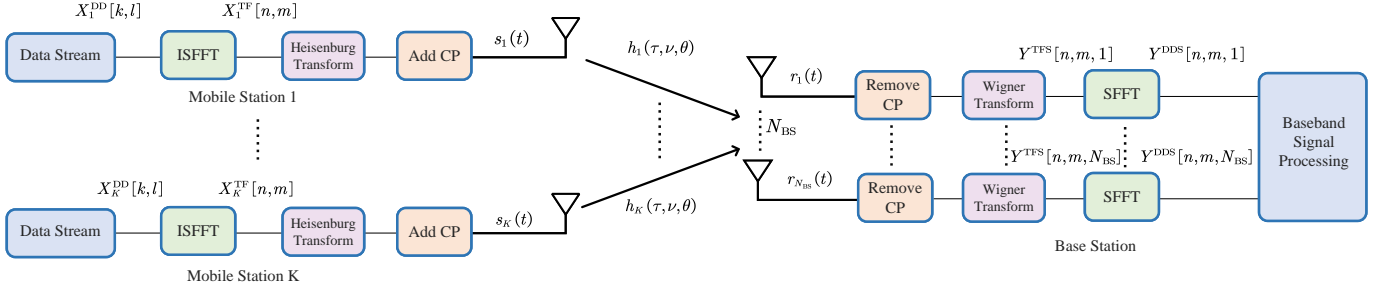 X_1^DD[k,l] X_1^TF[n,m]
Data Stream ISFFT Heisenburg Transform Add CP s_1(t)
Mobile Station 1
h_1(τ,ν,θ)
X_K^DD[k,l] X_K^TF[n,m]
Data Stream ISFFT Heisenburg Transform Add CP s_K(t)
Mobile Station K
h_K(τ,ν,θ)
N_BS
Y^TFS[n,m,1] Y^DDS[n,m,1]
r_1(t) Remove CP Wigner Transform SFFT
Y^TFS[n,m,N_BS] Y^DDS[n,m,N_BS]
r_{N_BS}(t) Remove CP Wigner Transform SFFT
Baseband
Signal
Processing
Base Station